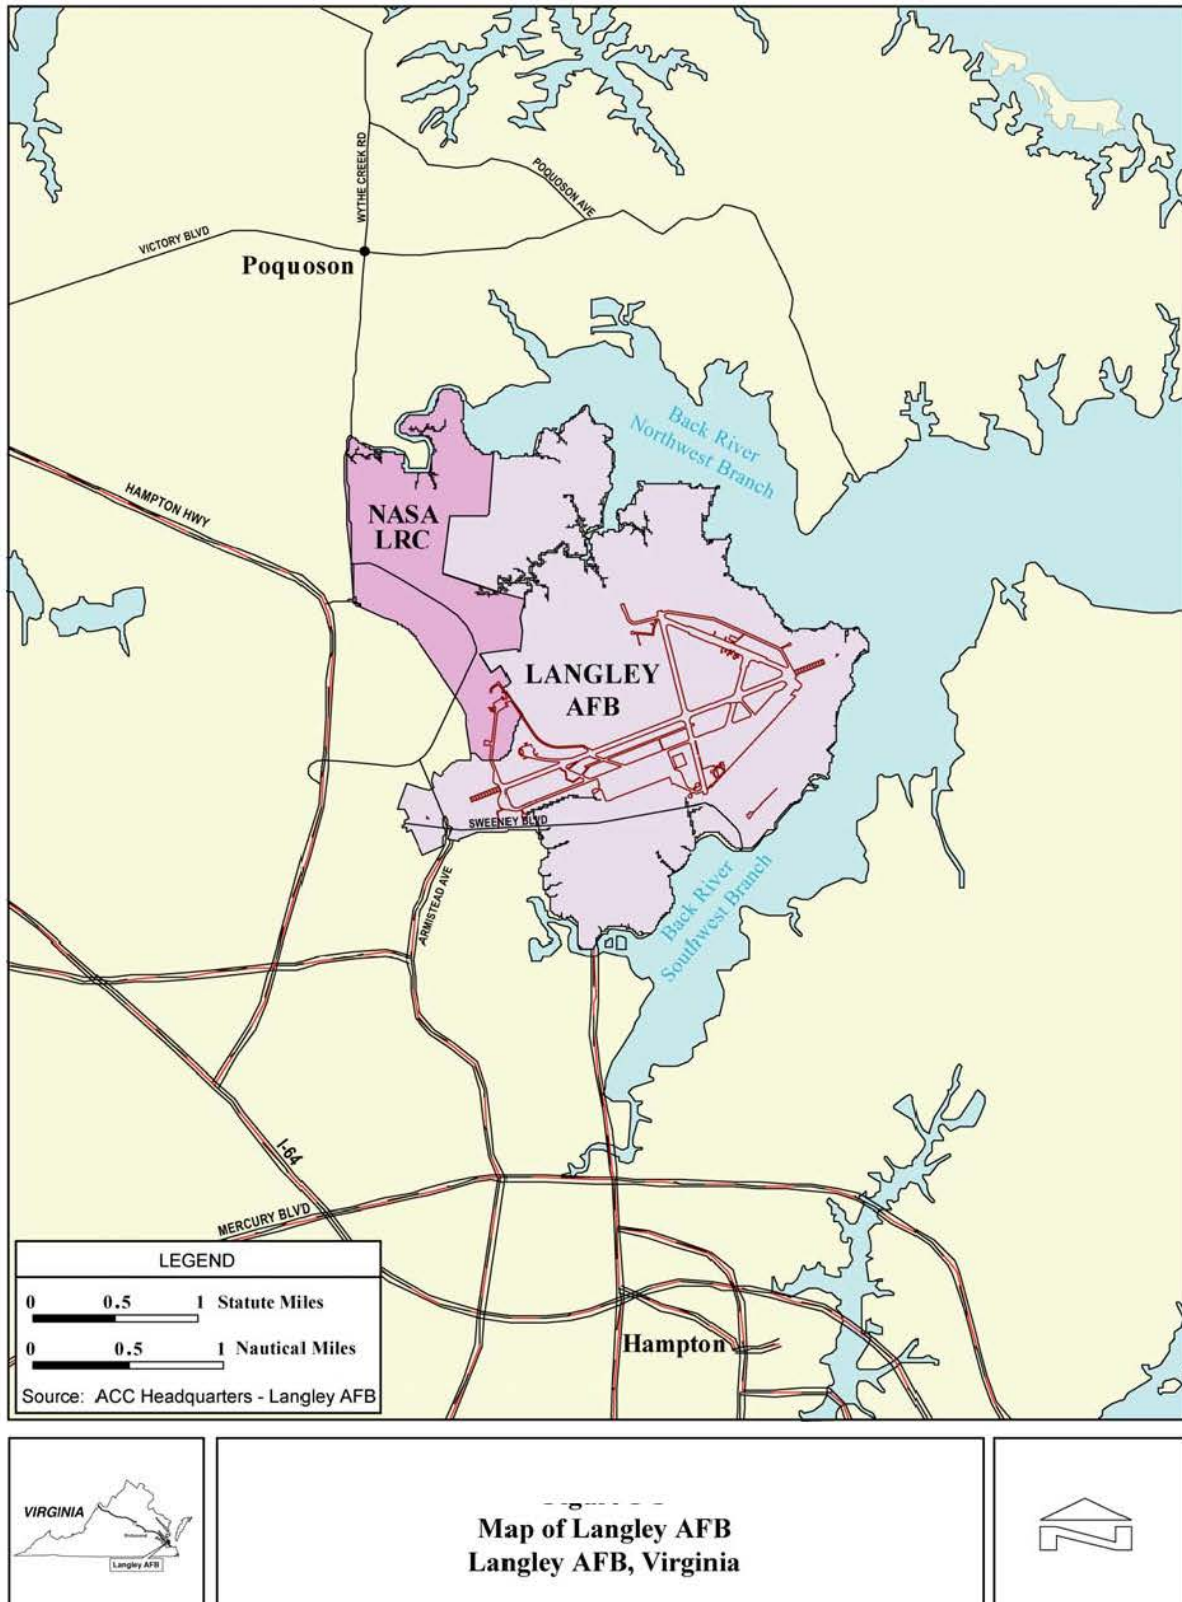 WYTHE CREEK RD
POQUOSON AVE
VICTORY BLVD
Poquoson
Back River
Northwest Branch
HAMPTON HWY
NASA
LRC
LANGLEY
AFB
SWEENEY BLVD
ARMISTEAD AVE
Back River
Southwest Branch
I-64
MERCURY BLVD
Hampton
LEGEND
0 0.5 1 Statute Miles
0 0.5 1 Nautical Miles
Source: ACC Headquarters - Langley AFB
VIRGINIA
Richmond
Langley AFB
Map of Langley AFB
Langley AFB, Virginia
N